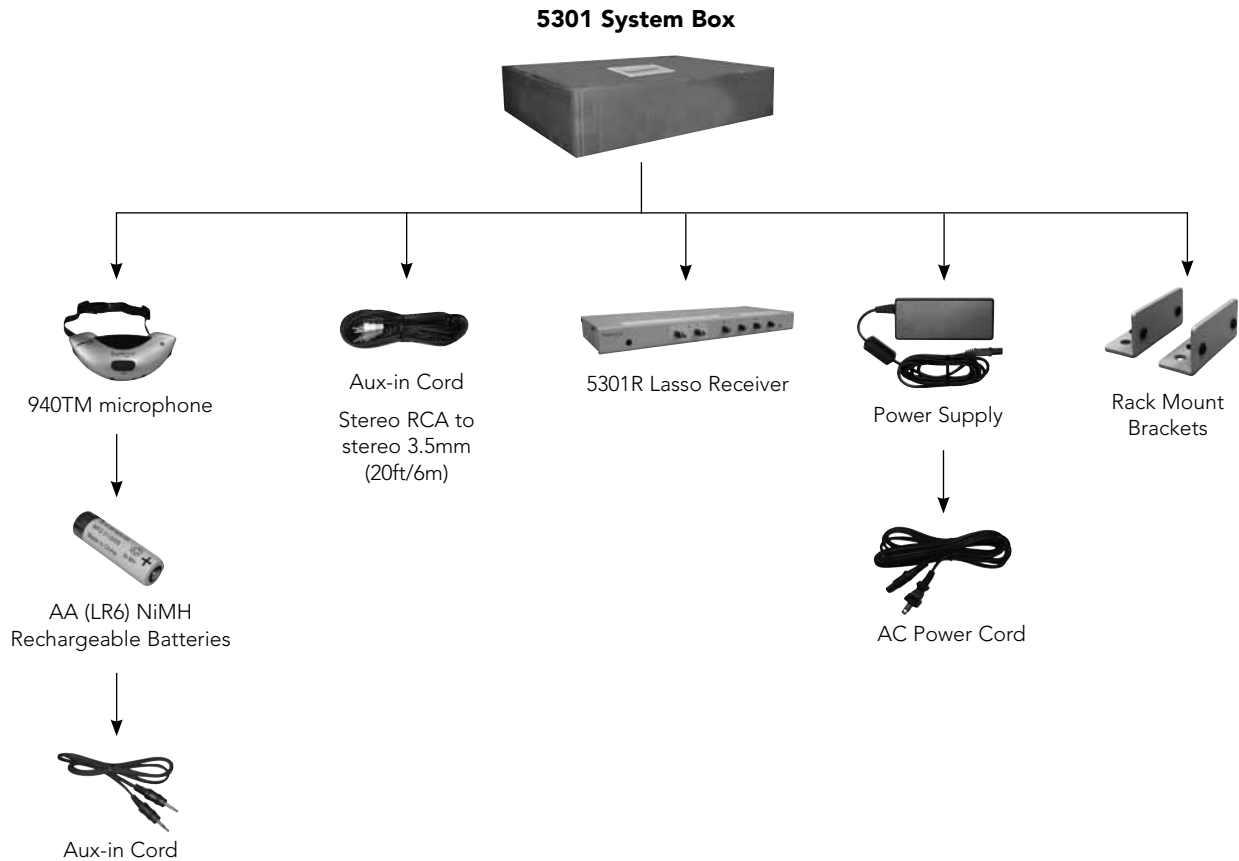 5301 System Box
940TM microphone
Aux-in Cord
Stereo RCA to
stereo 3.5mm
(20ft/6m)
5301R Lasso Receiver
Power Supply
Rack Mount
Brackets
AA (LR6) NiMH
Rechargeable Batteries
AC Power Cord
Aux-in Cord